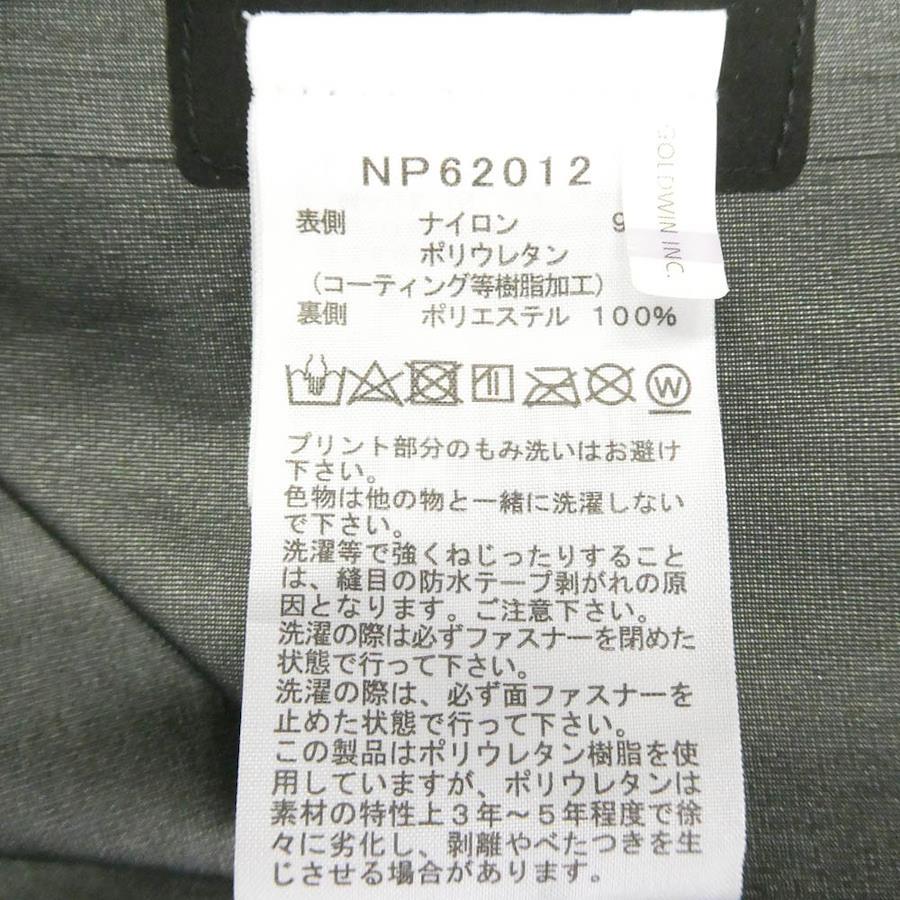 NP62012
GOLDWIN INC.
表側 ナイロン 9
ポリウレタン
(コーティング等樹脂加工)
裏側 ポリエステル 100%
W
プリント部分のもみ洗いはお避け
下さい。
色物は他の物と一緒に洗濯しない
で下さい。
洗濯等で強くねじったりすること
は、縫目の防水テープ剥がれの原
因となります。ご注意下さい。
洗濯の際は必ずファスナーを閉めた
状態で行って下さい。
洗濯の際は、必ず面ファスナーを
止めた状態で行って下さい。
この製品はポリウレタン樹脂を使
用していますが、ポリウレタンは
素材の特性上3年~5年程度で徐
々に劣化し、剥離やべたつきを生
じさせる場合があります。